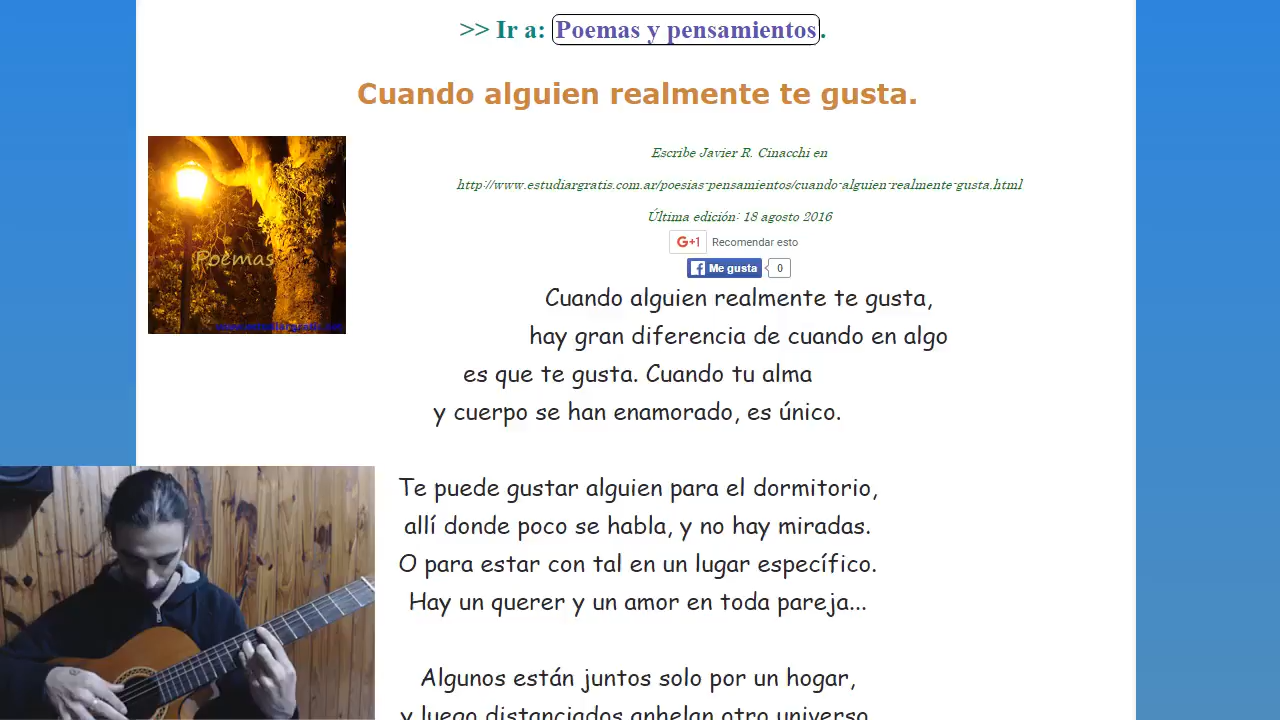 >> Ir a: Poemas y pensamientos.
Cuando alguien realmente te gusta.
Poemas
Escribe Javier R. Cinacchi en
http://www.estudiargratis.com.ar/poesias-pensamientos/cuando-alguien-realmente-gusta.html
Última edición: 18 agosto 2016
G+1 Recomendar esto
Me gusta 0
Cuando alguien realmente te gusta,
hay gran diferencia de cuando en algo
es que te gusta. Cuando tu alma
y cuerpo se han enamorado, es único.
Te puede gustar alguien para el dormitorio,
allí donde poco se habla, y no hay miradas.
O para estar con tal en un lugar específico.
Hay un querer y un amor en toda pareja...
Algunos están juntos solo por un hogar,
y luego distanciados anhelan otro universo